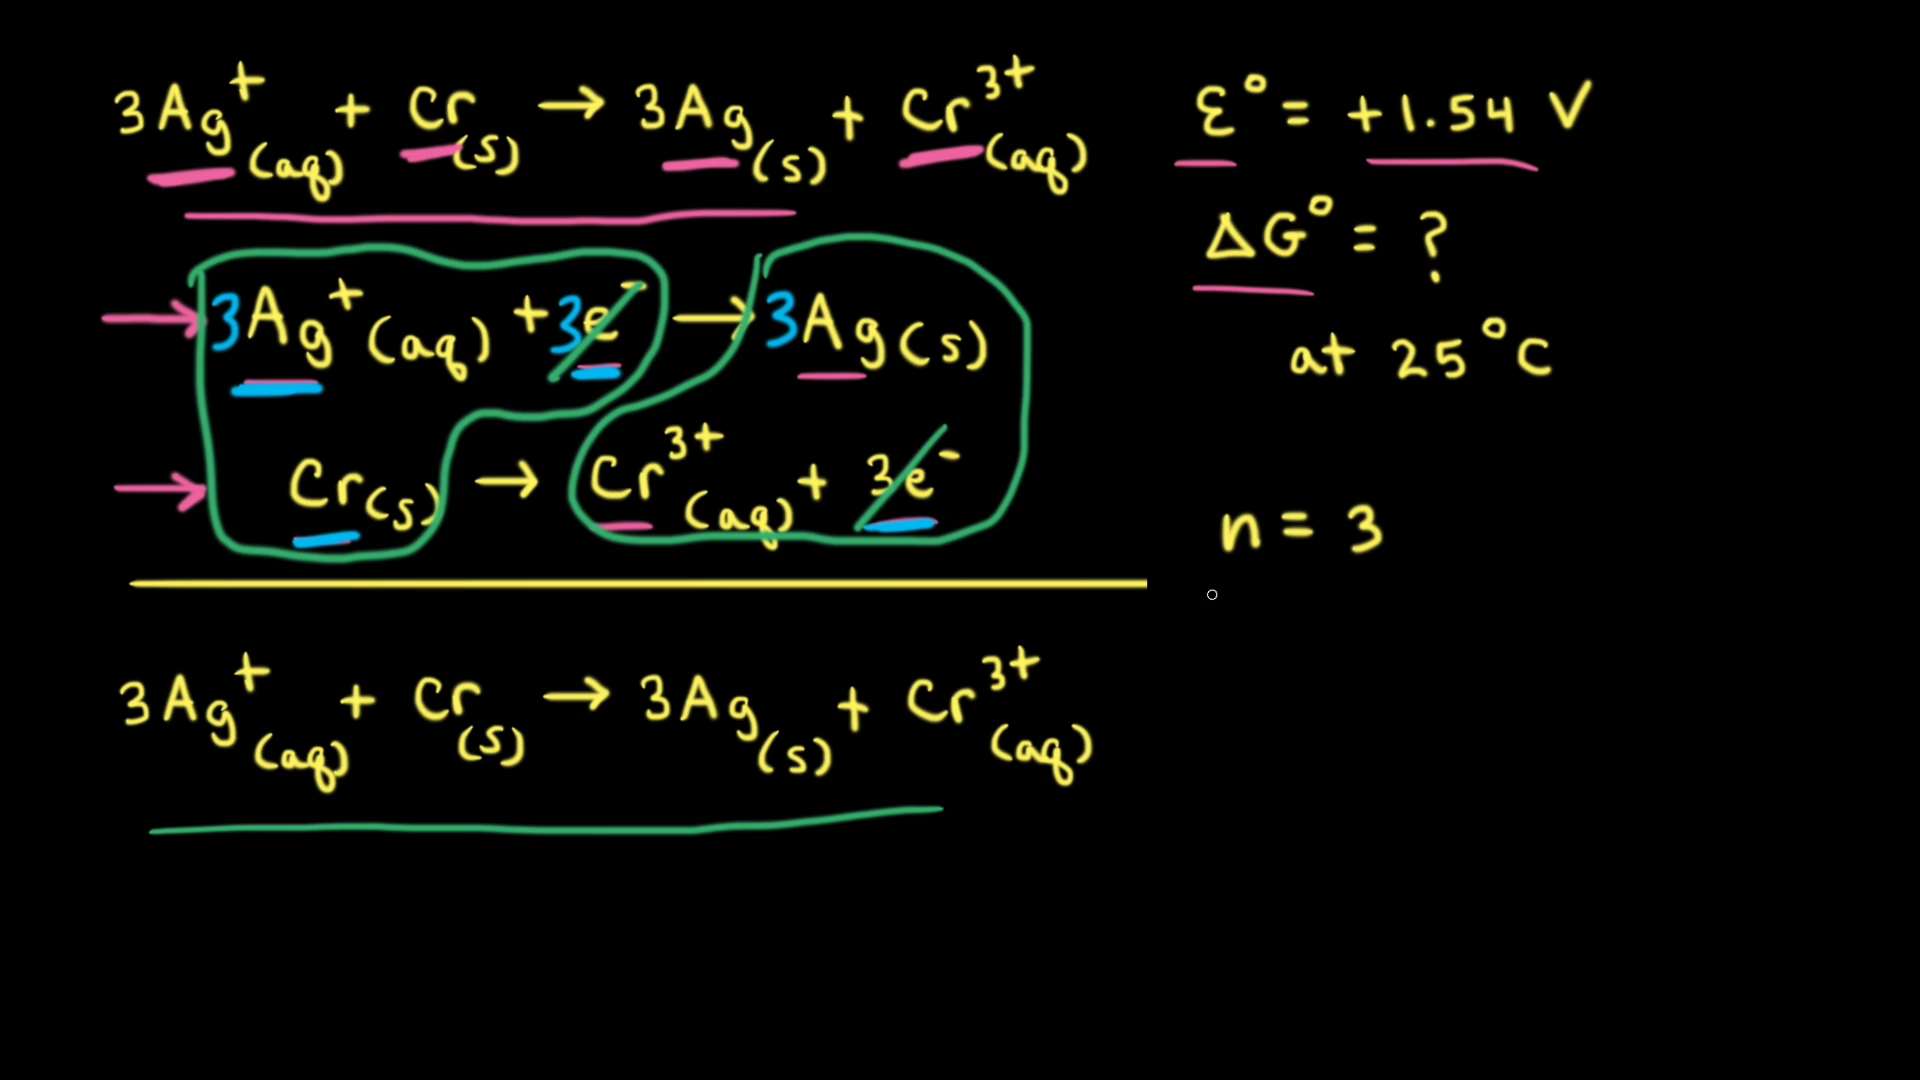 3Ag⁺(aq) + Cr(s) → 3Ag(s) + Cr³⁺(aq)
ε° = +1.54 V
ΔG° = ?
at 25°C
3Ag⁺(aq) + 3e⁻ → 3Ag(s)
Cr(s) → Cr³⁺(aq) + 3e⁻
n = 3
3Ag⁺(aq) + Cr(s) → 3Ag(s) + Cr³⁺(aq)